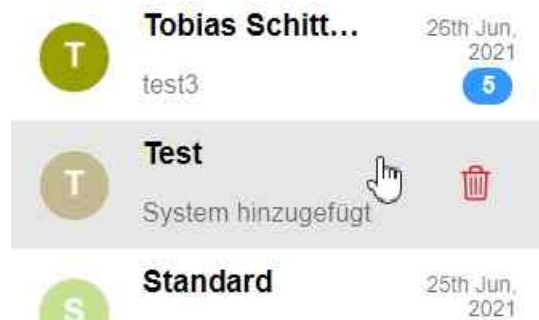 T
Tobias Schitt...
26th Jun,
2021
test3
5
T
Test
System hinzugefügt
S
Standard
25th Jun,
2021